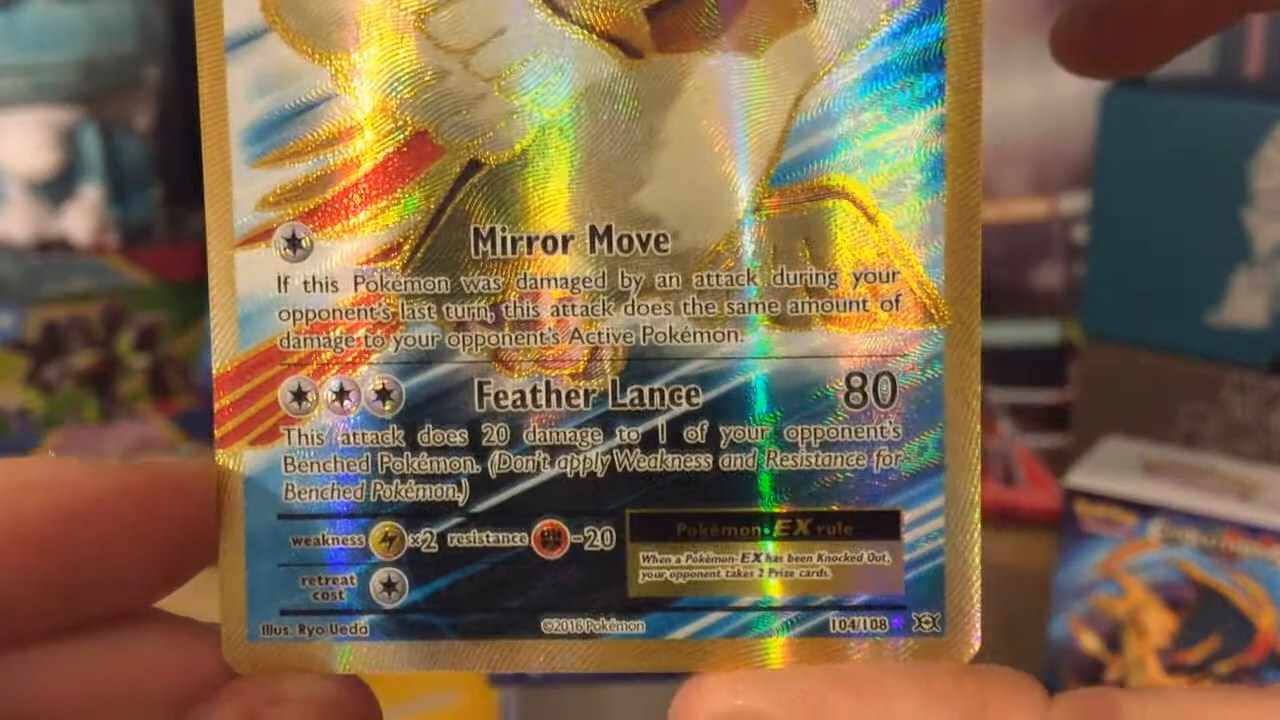 Mirror Move
If this Pokémon was damaged by an attack during your
opponent's last turn, this attack does the same amount of
damage to your opponent's Active Pokémon.
Feather Lance 80
This attack does 20 damage to 1 of your opponent's
Benched Pokémon. (Don't apply Weakness and Resistance for
Benched Pokémon.)
weakness ×2 resistance -20
Pokémon-EX rule
When a Pokémon-EX has been Knocked Out,
your opponent takes 2 Prize cards.
retreat
cost
Illus. Ryo Ueda
©2016 Pokémon
104/108